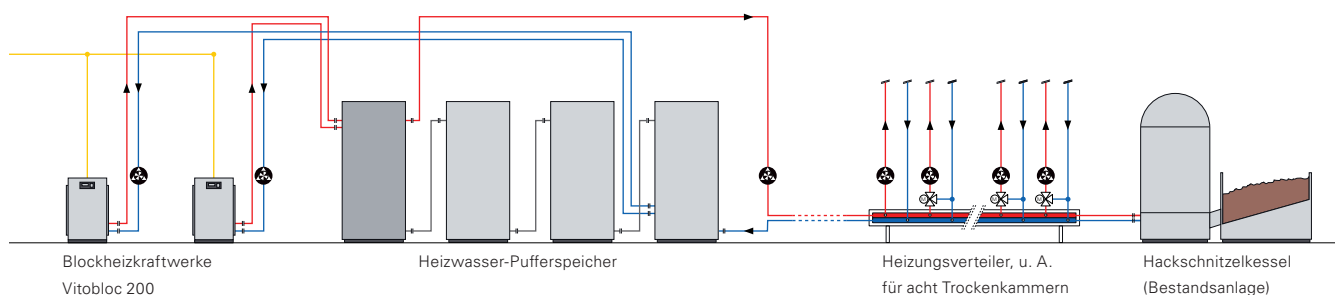 Blockheizkraftwerke
Vitobloc 200
Heizwasser-Pufferspeicher
Heizungsverteiler, u. A.
für acht Trockenkammern
Hackschnitzelkessel
(Bestandsanlage)